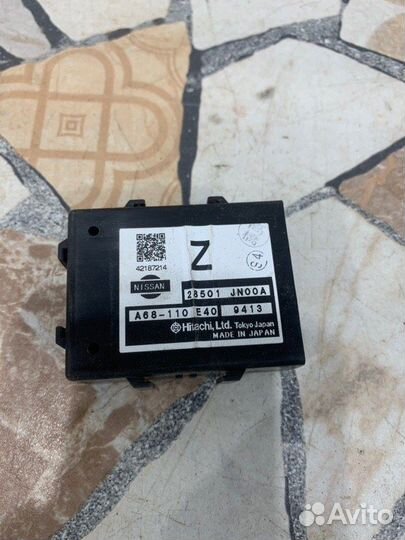 Z
42187214
NISSAN
28501 JN00A
A68-110 E40 9413
Hitachi, Ltd. Tokyo Japan
MADE IN JAPAN
Avito